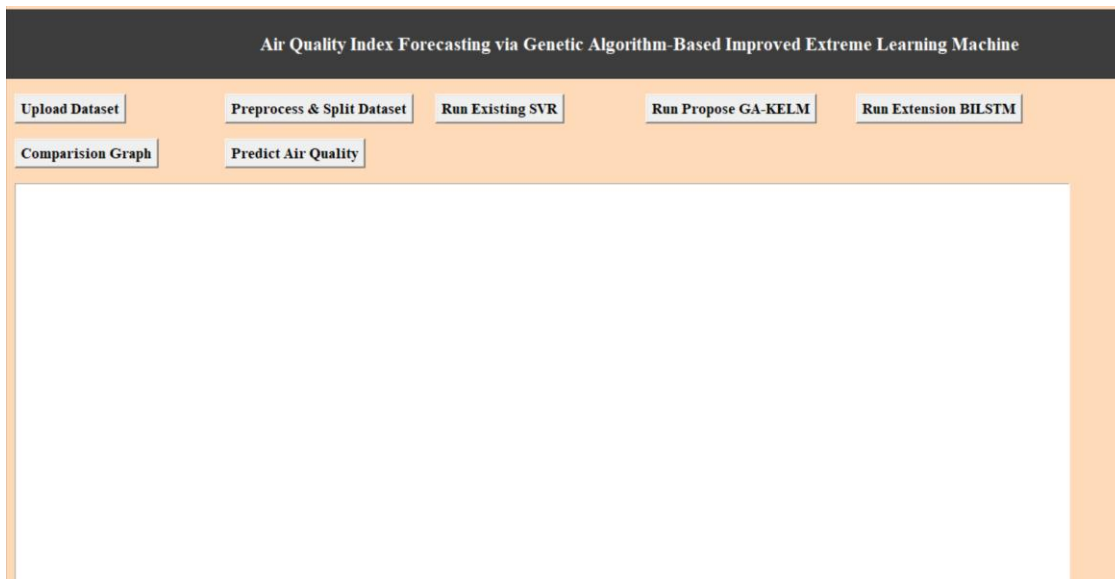 Air Quality Index Forecasting via Genetic Algorithm-Based Improved Extreme Learning Machine
Upload Dataset
Preprocess & Split Dataset
Run Existing SVR
Run Propose GA-KELM
Run Extension BILSTM
Comparision Graph
Predict Air Quality